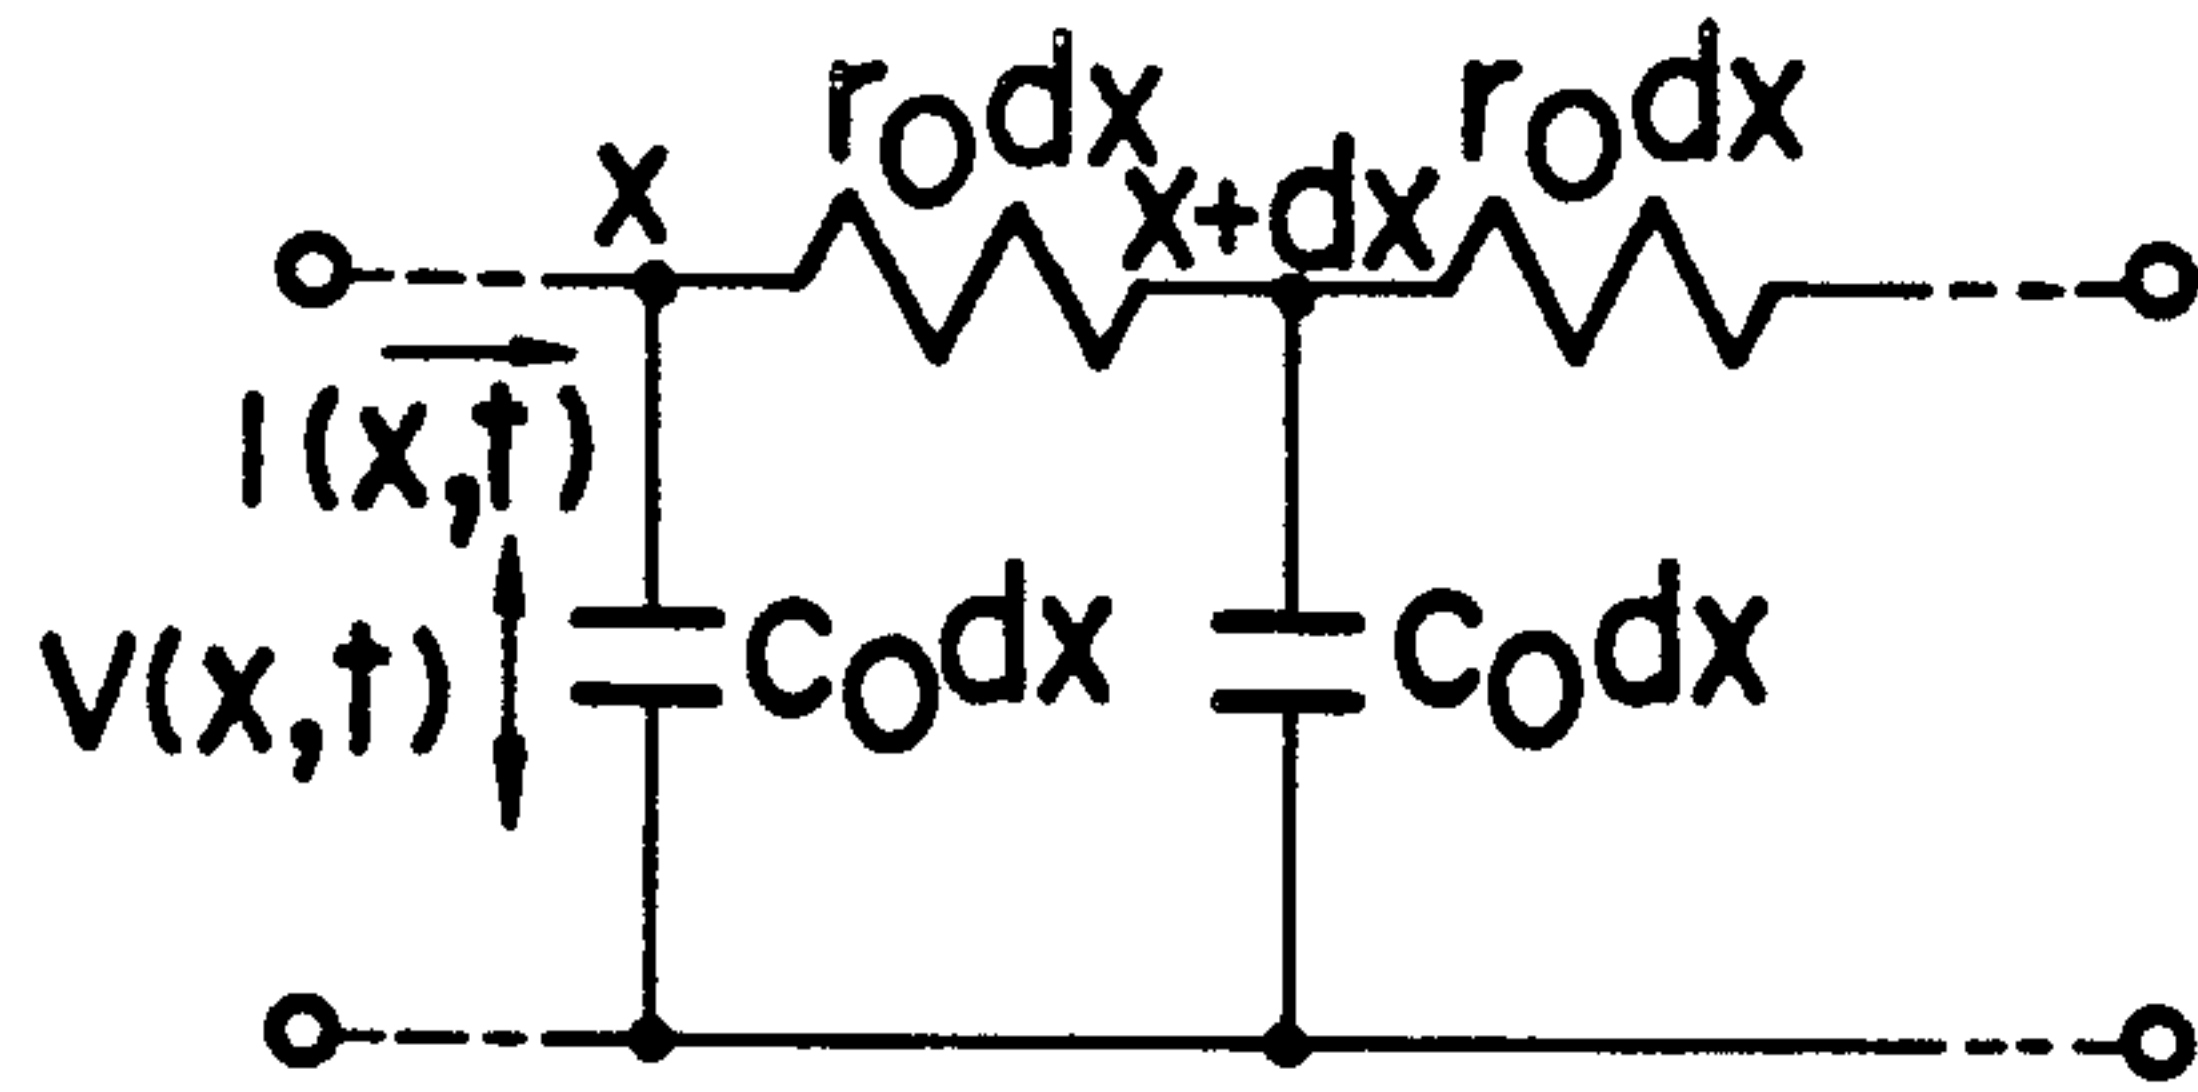 r₀dx r₀dx
x x+dx
I(x,t)
V(x,t) c₀dx c₀dx